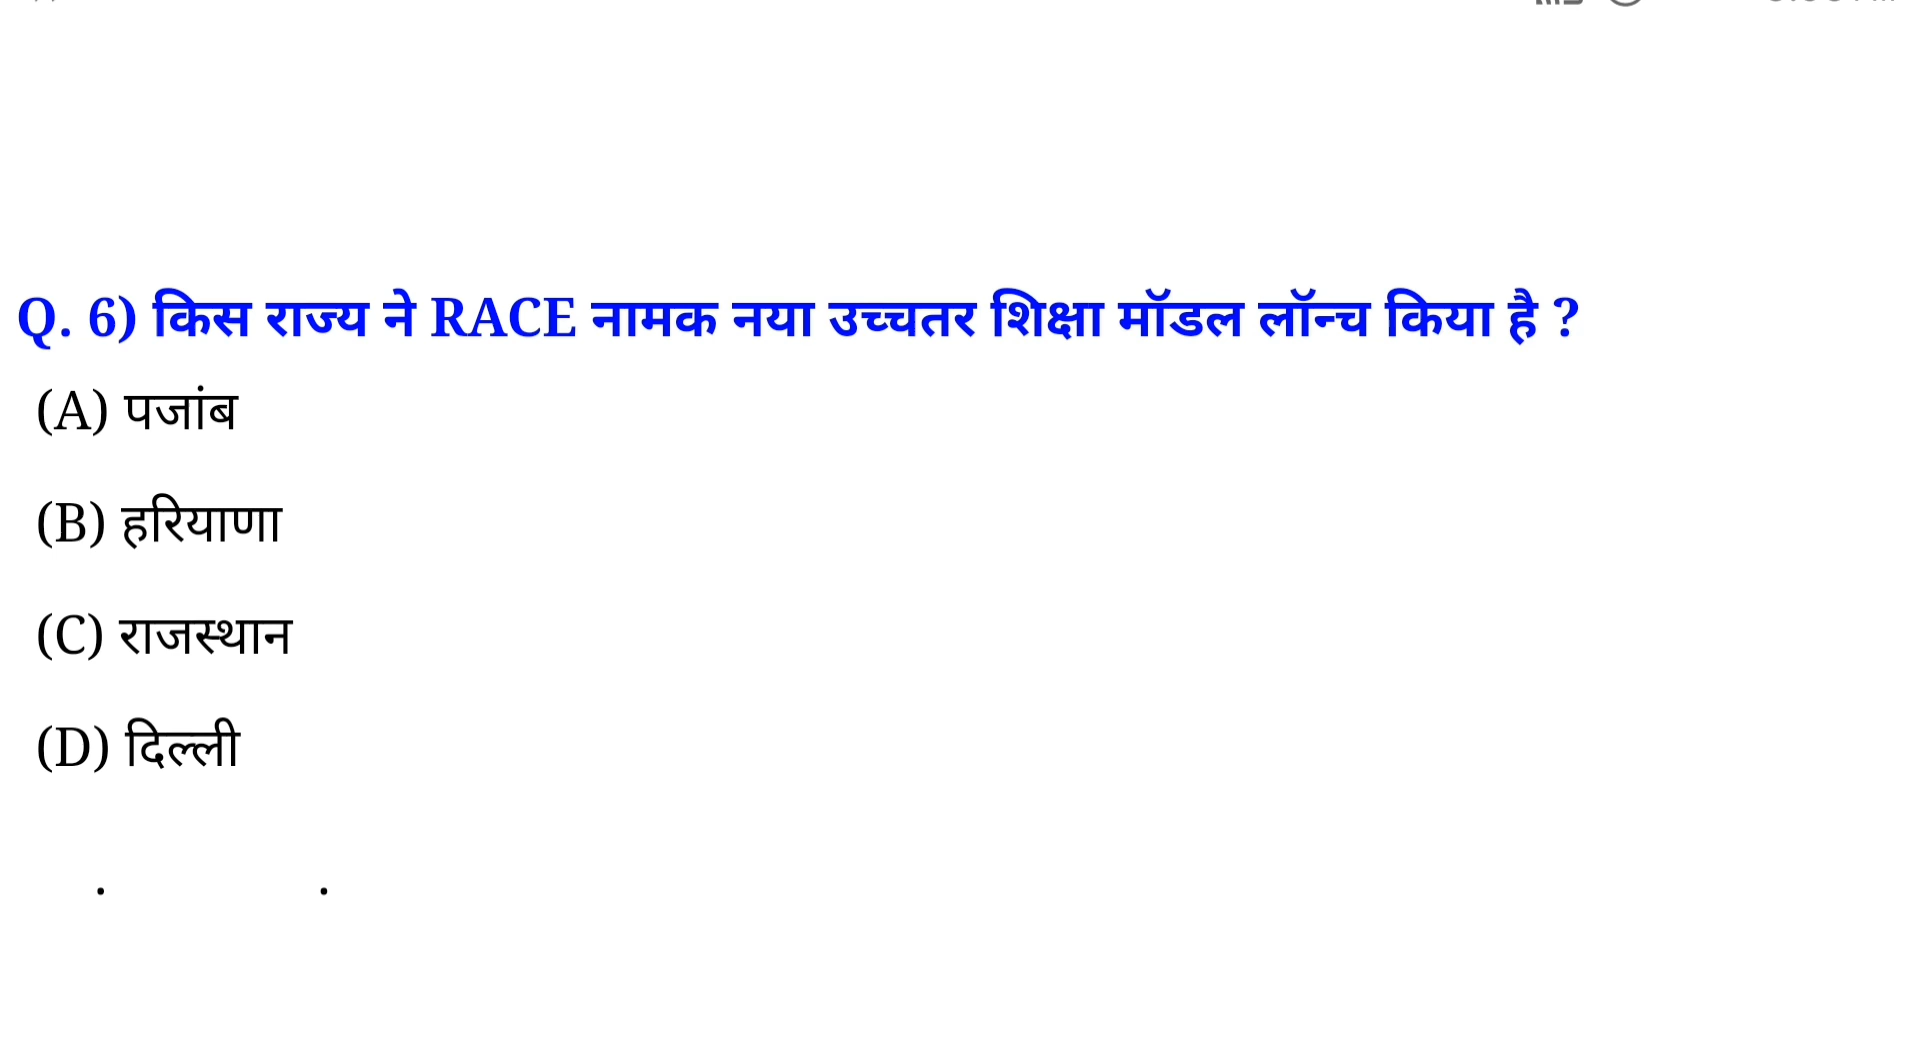 Q. 6) किस राज्य ने RACE नामक नया उच्चतर शिक्षा मॉडल लॉन्च किया है ?
(A) पजांब
(B) हरियाणा
(C) राजस्थान
(D) दिल्ली
. .